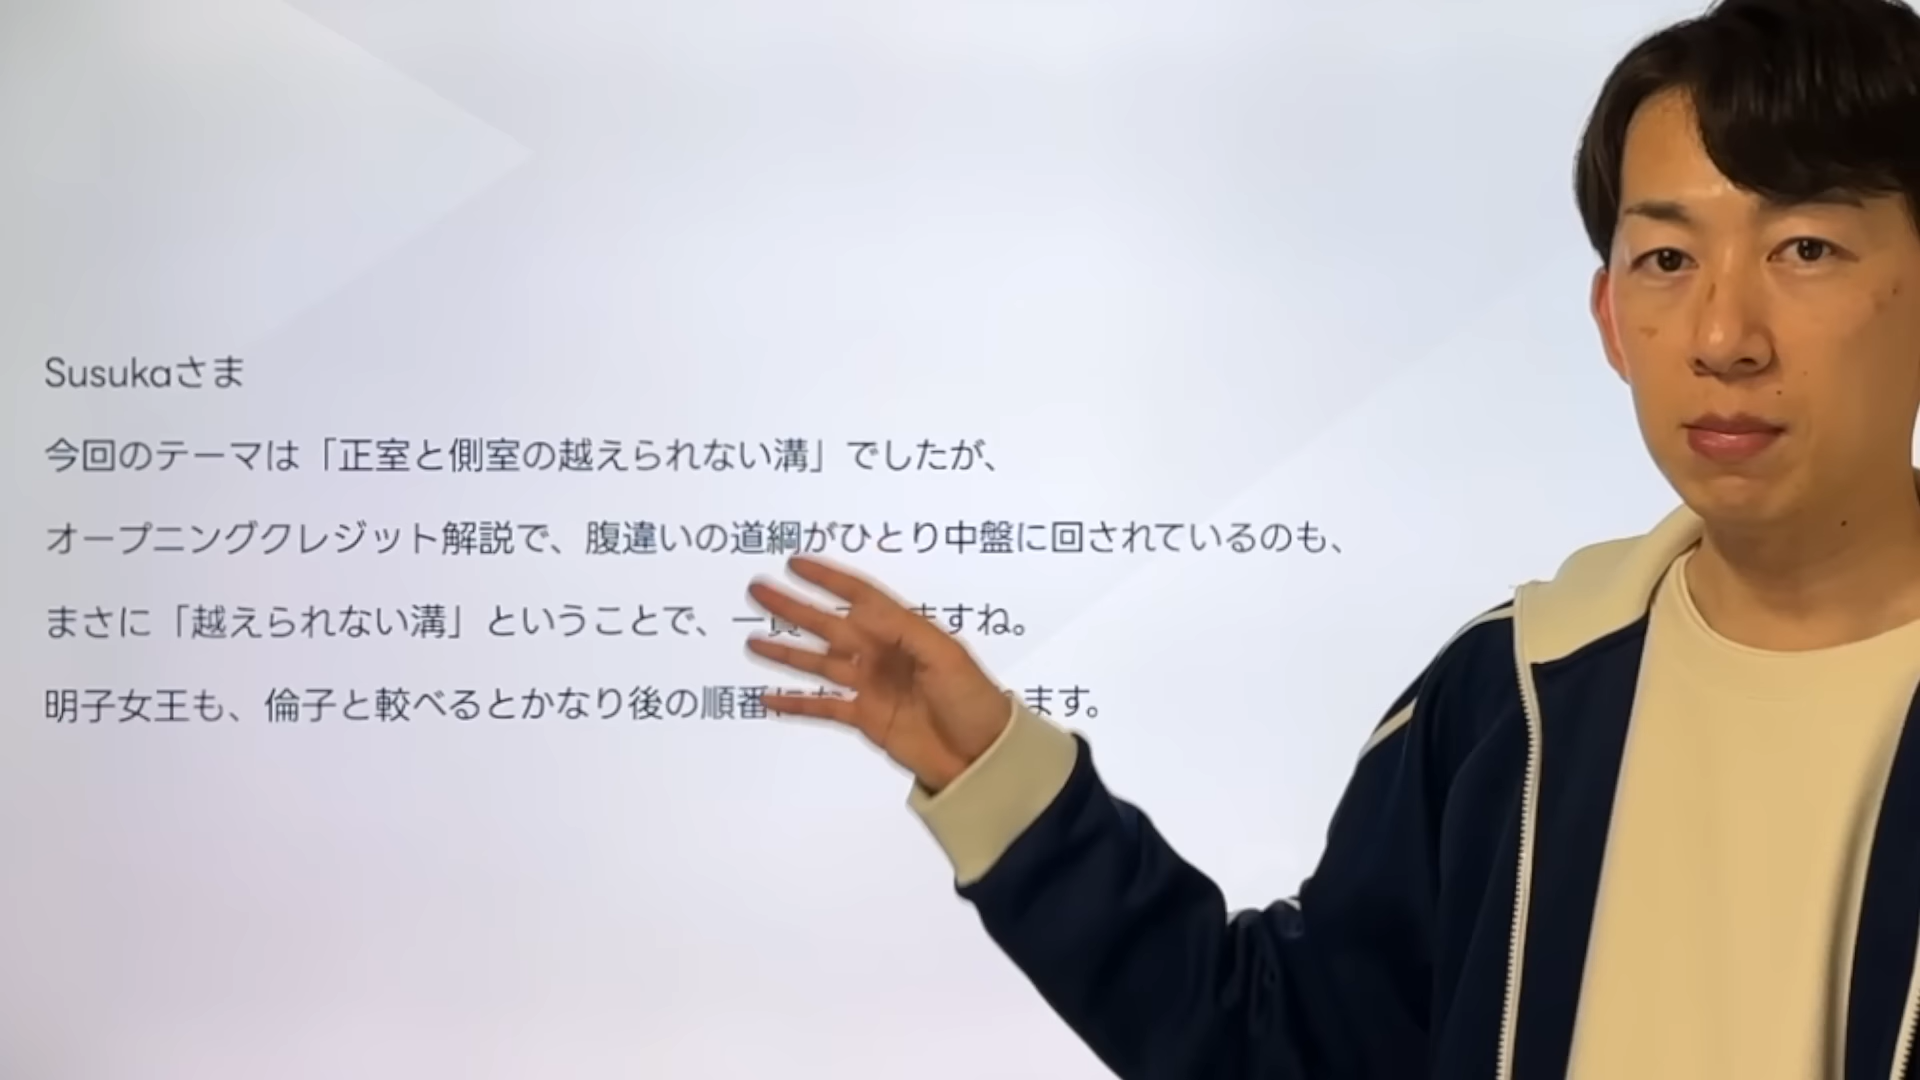 Susukaさま
今回のテーマは「正室と側室の越えられない溝」でしたが、
オープニングクレジット解説で、腹違いの道綱がひとり中盤に回されているのも、
まさに「越えられない溝」ということで、一貫 ますね。
明子女王も、倫子と較べるとかなり後の順番に ます。